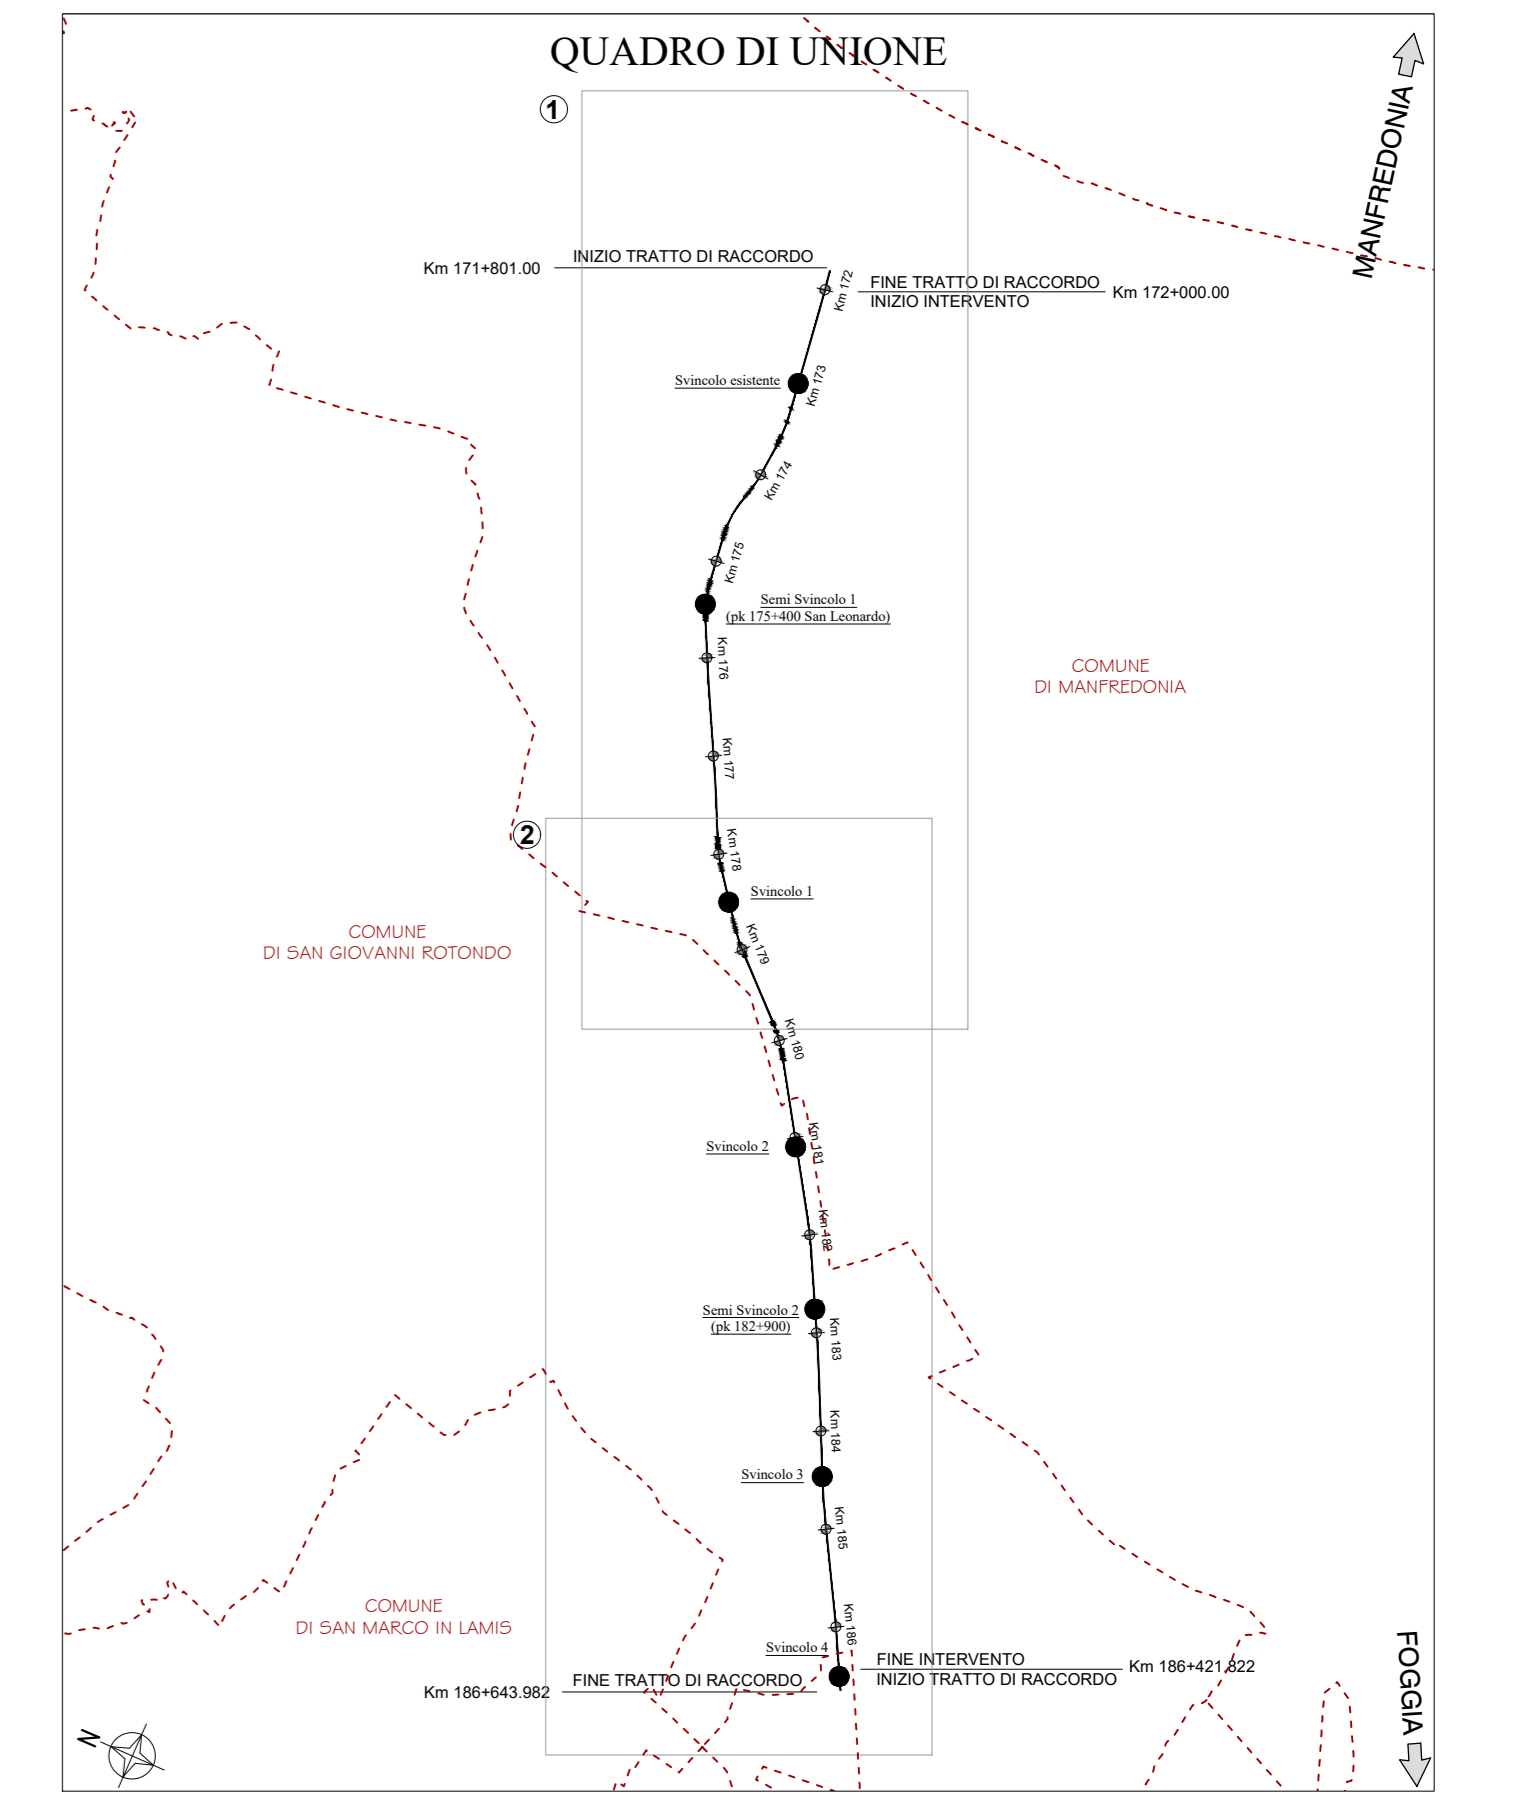 QUADRO DI UNIONE
1
MANFREDONIA
INIZIO TRATTO DI RACCORDO
Km 171+801.00
Km 172
FINE TRATTO DI RACCORDO
INIZIO INTERVENTO
Km 172+000.00
Svincolo esistente
Km 173
Km 174
Km 175
Semi Svincolo 1
(pk 175+400 San Leonardo)
Km 176
COMUNE
DI MANFREDONIA
Km 177
2
Km 178
Svincolo 1
COMUNE
DI SAN GIOVANNI ROTONDO
Km 179
Km 180
Km 181
Svincolo 2
Km 182
Semi Svincolo 2
(pk 182+900)
Km 183
Km 184
Svincolo 3
Km 185
COMUNE
DI SAN MARCO IN LAMIS
Km 186
Svincolo 4
FINE INTERVENTO
INIZIO TRATTO DI RACCORDO
Km 186+421.822
FINE TRATTO DI RACCORDO
Km 186+643.982
FOGGIA
N